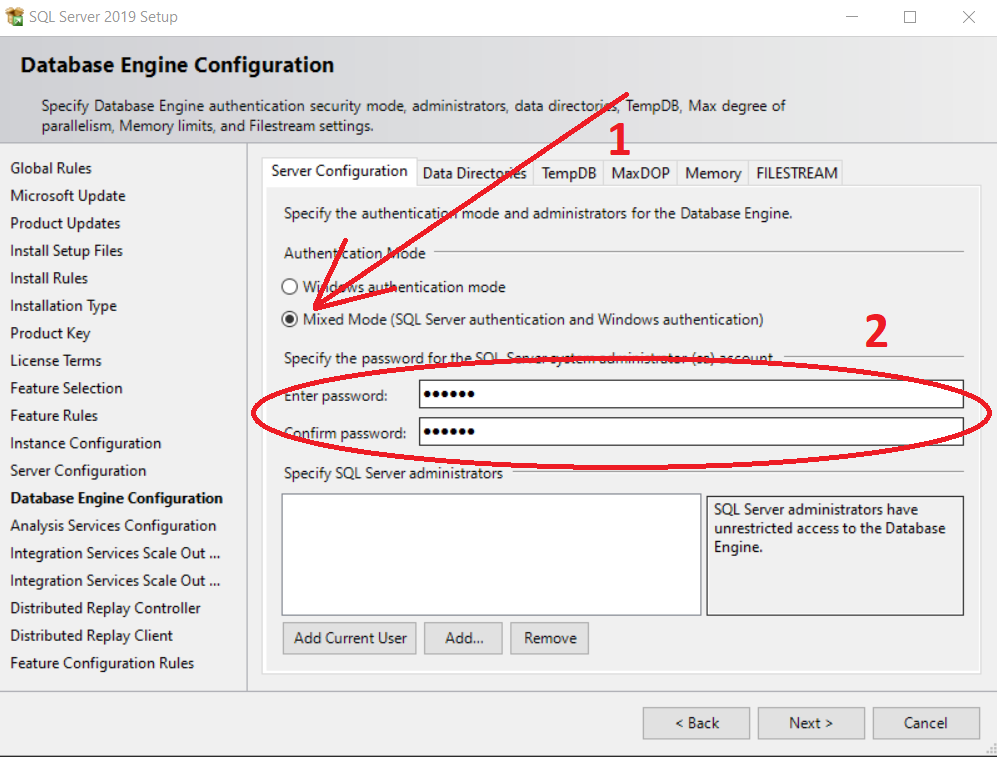 SQL Server 2019 Setup
Database Engine Configuration
Specify Database Engine authentication security mode, administrators, data directories, TempDB, Max degree of
parallelism, Memory limits, and Filestream settings.
1
Global Rules
Microsoft Update
Product Updates
Install Setup Files
Install Rules
Installation Type
Product Key
License Terms
Feature Selection
Feature Rules
Instance Configuration
Server Configuration
Database Engine Configuration
Analysis Services Configuration
Integration Services Scale Out ...
Integration Services Scale Out ...
Distributed Replay Controller
Distributed Replay Client
Feature Configuration Rules
Server Configuration Data Directories TempDB MaxDOP Memory FILESTREAM
Specify the authentication mode and administrators for the Database Engine.
Authentication Mode
Windows authentication mode
Mixed Mode (SQL Server authentication and Windows authentication)
2
Specify the password for the SQL Server system administrator (sa) account.
Enter password: ●●●●●●
Confirm password: ●●●●●●
Specify SQL Server administrators
SQL Server administrators have
unrestricted access to the Database
Engine.
Add Current User Add... Remove
< Back Next > Cancel